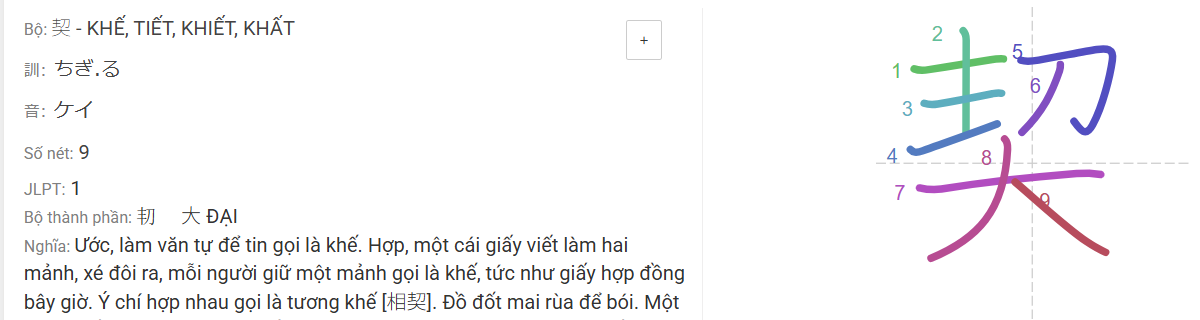 Bộ: 契 - KHẾ, TIẾT, KHIẾT, KHẤT
+
訓: ちぎ.る
音: ケイ
Số nét: 9
JLPT: 1
Bộ thành phần: 㓞 大 ĐẠI
Nghĩa: Ước, làm văn tự để tin gọi là khế. Hợp, một cái giấy viết làm hai
mảnh, xé đôi ra, mỗi người giữ một mảnh gọi là khế, tức như giấy hợp đồng
bây giờ. Ý chí hợp nhau gọi là tương khế [相契]. Đồ đốt mai rùa để bói. Một
契
1
2
3
4
5
6
7
8
9